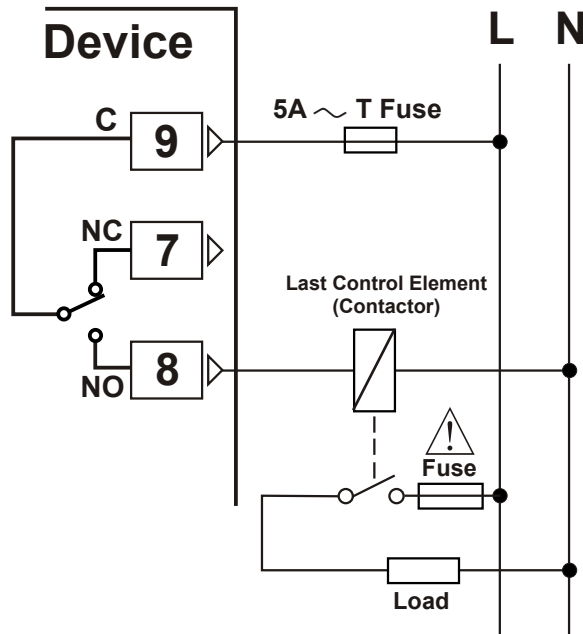 Device
L N
5A ~ T Fuse
C
9
NC
7
Last Control Element
(Contactor)
8
NO
!
Fuse
Load